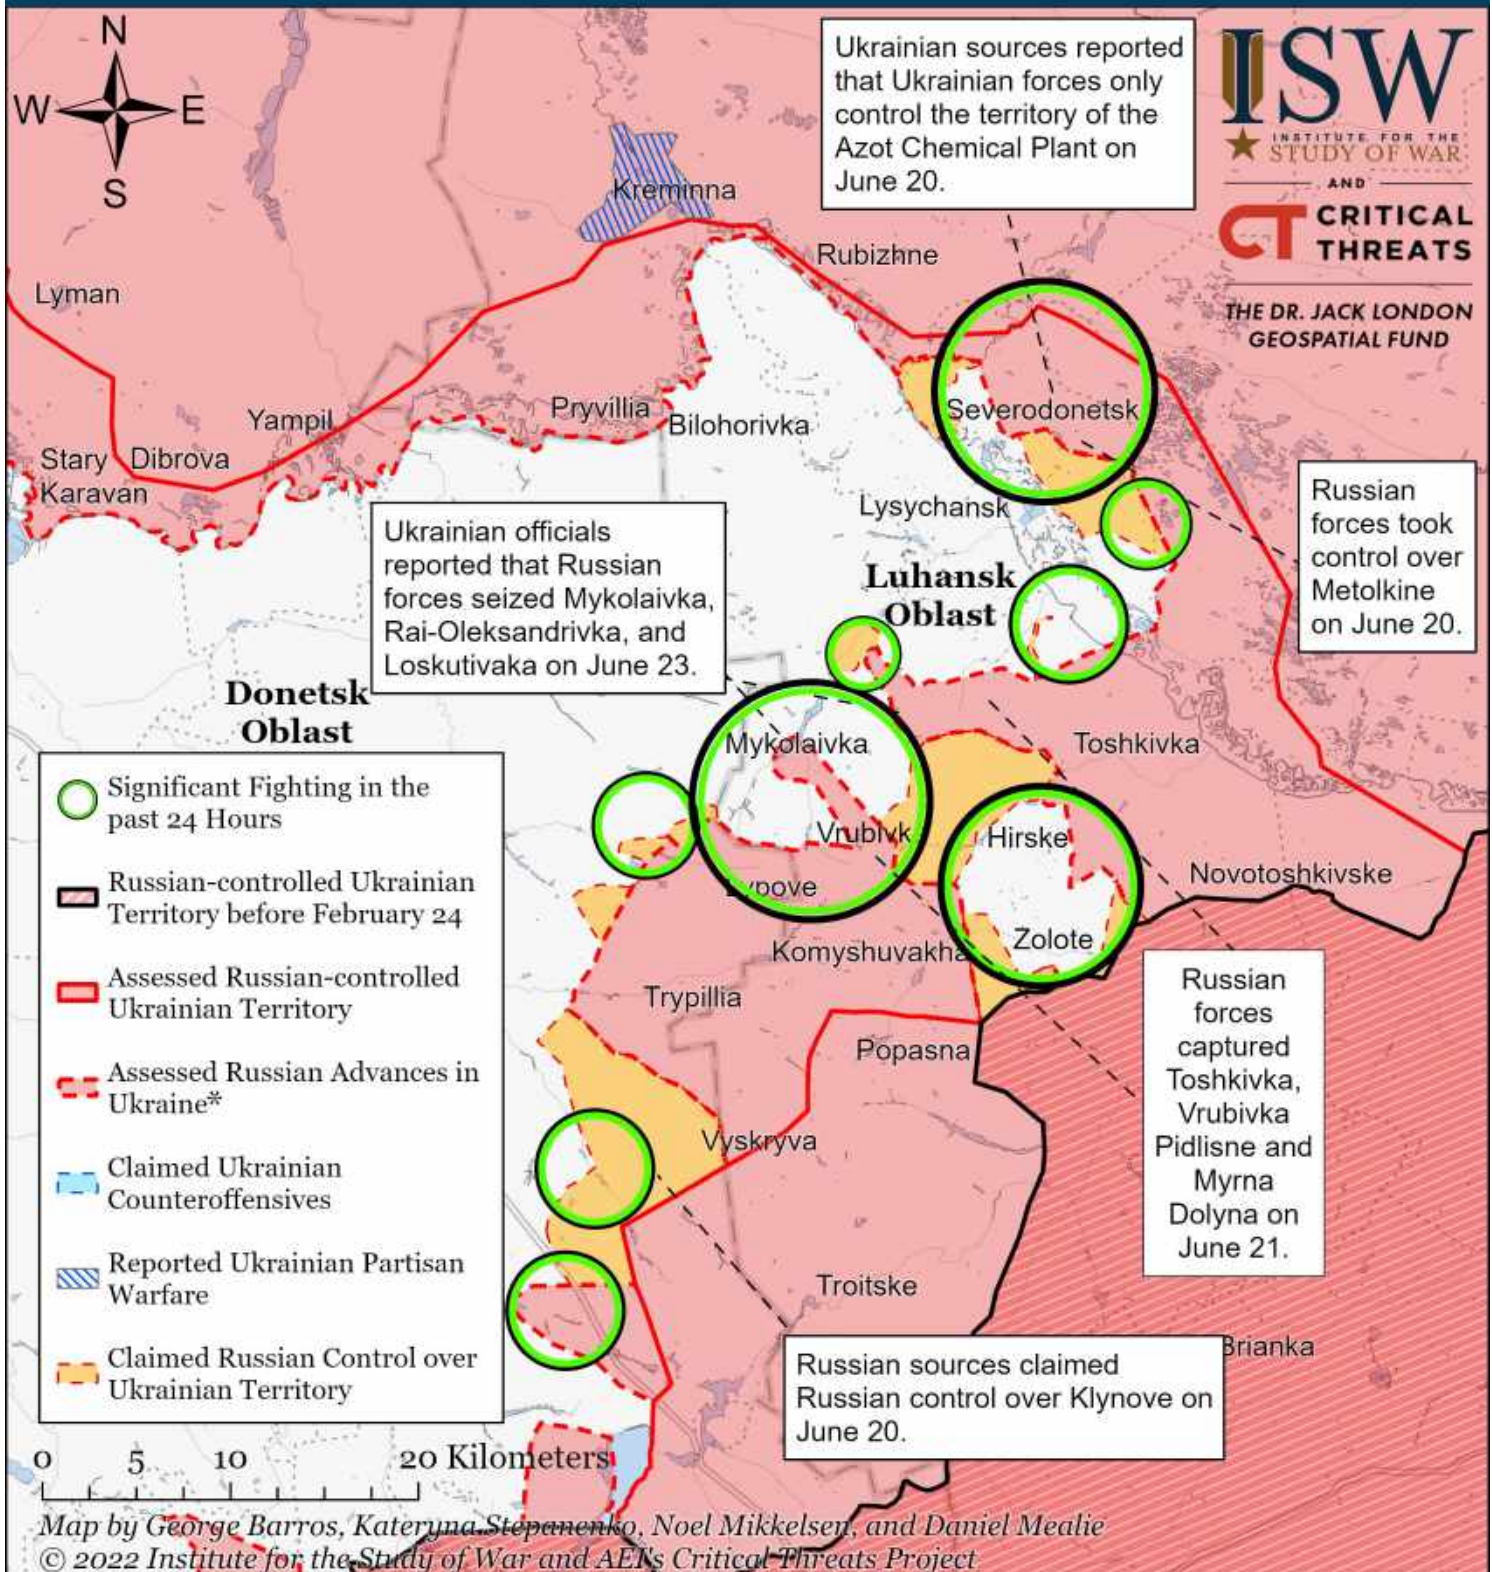 N
W
E
S
Ukrainian sources reported
that Ukrainian forces only
control the territory of the
Azot Chemical Plant on
June 20.
ISW
INSTITUTE FOR THE
STUDY OF WAR
AND
CT CRITICAL
THREATS
THE DR. JACK LONDON
GEOSPATIAL FUND
Kreminna
Rubizhne
Lyman
Severodonetsk
Yampil
Pryvillia
Bilohorivka
Stary
Karavan
Dibrova
Lysychansk
Russian
forces took
control over
Metolkine
on June 20.
Ukrainian officials
reported that Russian
forces seized Mykolaivka,
Rai-Oleksandrivka, and
Loskutivaka on June 23.
Luhansk
Oblast
Donetsk
Oblast
Mykolaivka
Toshkivka
Vrubivk
Hirske
Novotoshkivske
Lypove
Zolote
Komyshuvakha
Trypillia
Popasna
Vyskryva
Troitske
Brianka
Russian
forces
captured
Toshkivka,
Vrubivka
Pidlisne and
Myrna
Dolyna on
June 21.
Russian sources claimed
Russian control over Klynove on
June 20.
Significant Fighting in the
past 24 Hours
Russian-controlled Ukrainian
Territory before February 24
Assessed Russian-controlled
Ukrainian Territory
Assessed Russian Advances in
Ukraine*
Claimed Ukrainian
Counteroffensives
Reported Ukrainian Partisan
Warfare
Claimed Russian Control over
Ukrainian Territory
0 5 10 20 Kilometers
Map by George Barros, Kateryna Stepanenko, Noel Mikkelsen, and Daniel Mealie
© 2022 Institute for the Study of War and AEI's Critical Threats Project